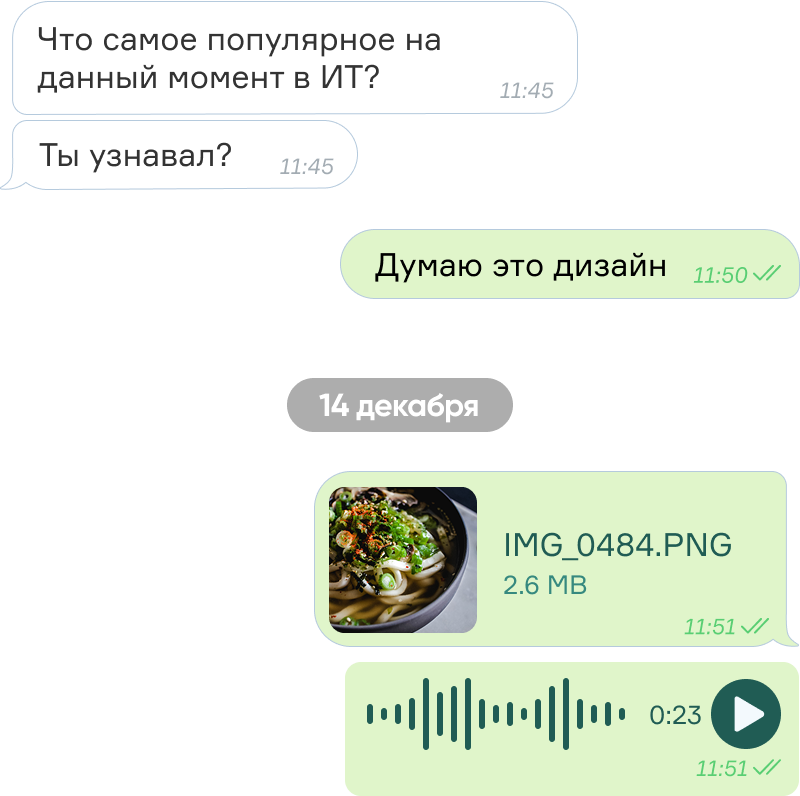 Что самое популярное на
данный момент в ИТ?
11:45
Ты узнавал?
11:45
Думаю это дизайн
11:50
14 декабря
IMG_0484.PNG
2.6 MB
11:51
0:23
11:51